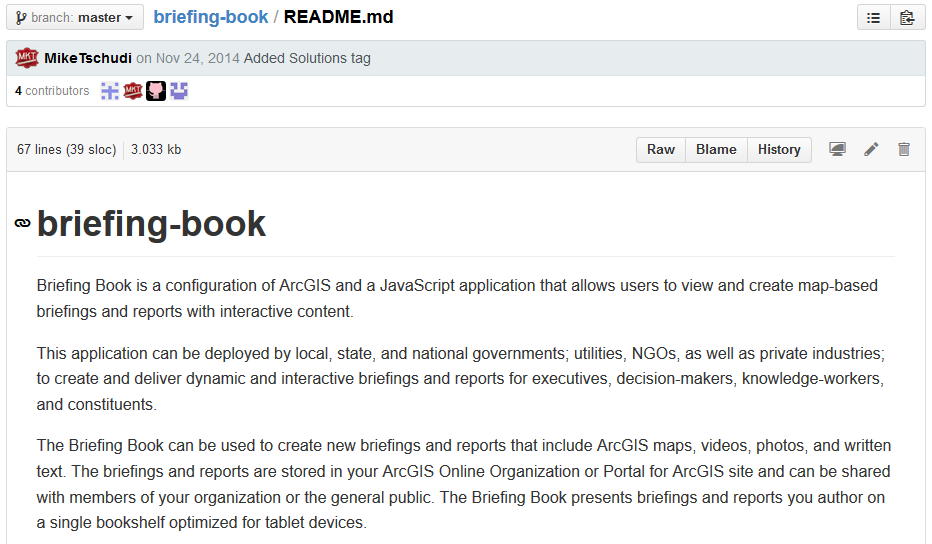 branch: master briefing-book / README.md
MKT MikeTschudi on Nov 24, 2014 Added Solutions tag
4 contributors MKT
67 lines (39 sloc) 3.033 kb Raw Blame History
briefing-book
Briefing Book is a configuration of ArcGIS and a JavaScript application that allows users to view and create map-based
briefings and reports with interactive content.
This application can be deployed by local, state, and national governments; utilities, NGOs, as well as private industries;
to create and deliver dynamic and interactive briefings and reports for executives, decision-makers, knowledge-workers,
and constituents.
The Briefing Book can be used to create new briefings and reports that include ArcGIS maps, videos, photos, and written
text. The briefings and reports are stored in your ArcGIS Online Organization or Portal for ArcGIS site and can be shared
with members of your organization or the general public. The Briefing Book presents briefings and reports you author on
a single bookshelf optimized for tablet devices.